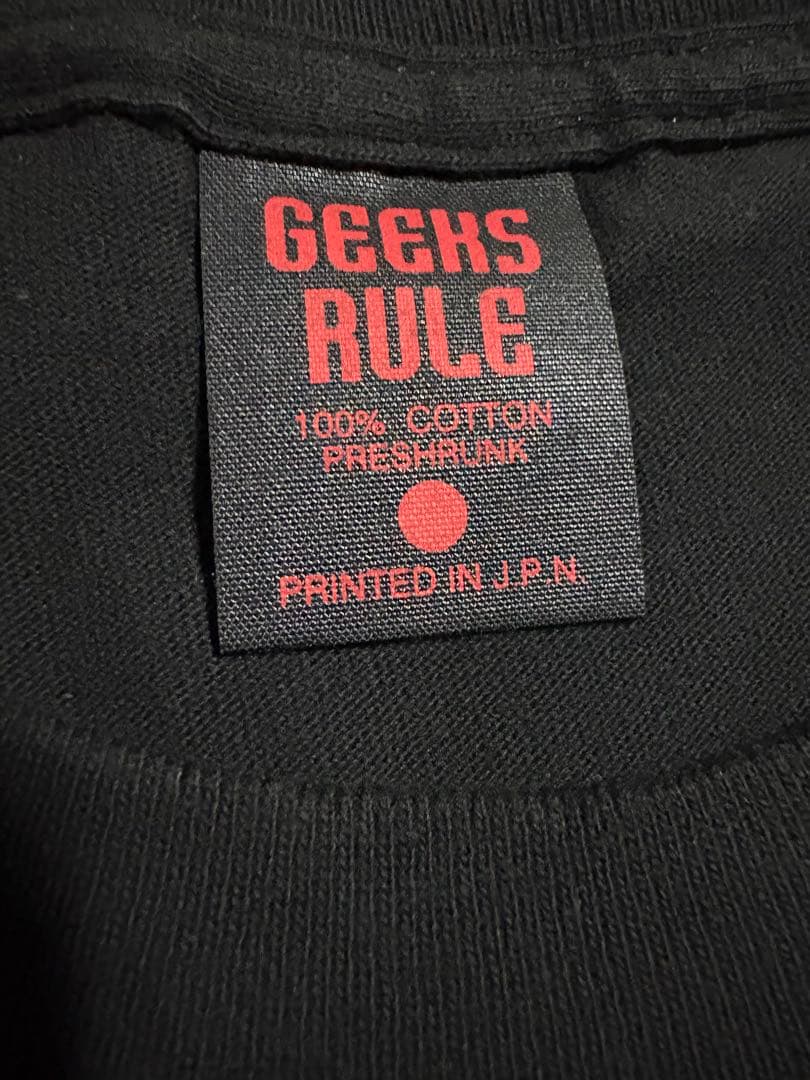 GEEKS
RULE
100% COTTON
PRESHRUNK
PRINTED IN J.P.N.